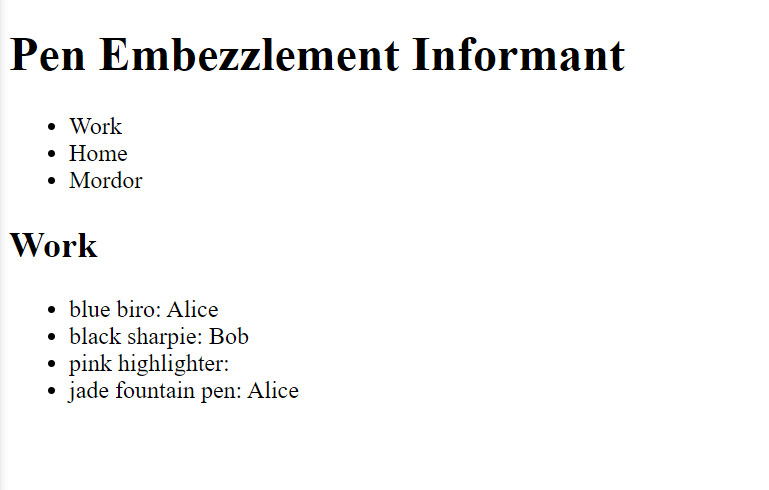 Pen Embezzlement Informant
Work
Home
Mordor
Work
blue biro: Alice
black sharpie: Bob
pink highlighter:
jade fountain pen: Alice